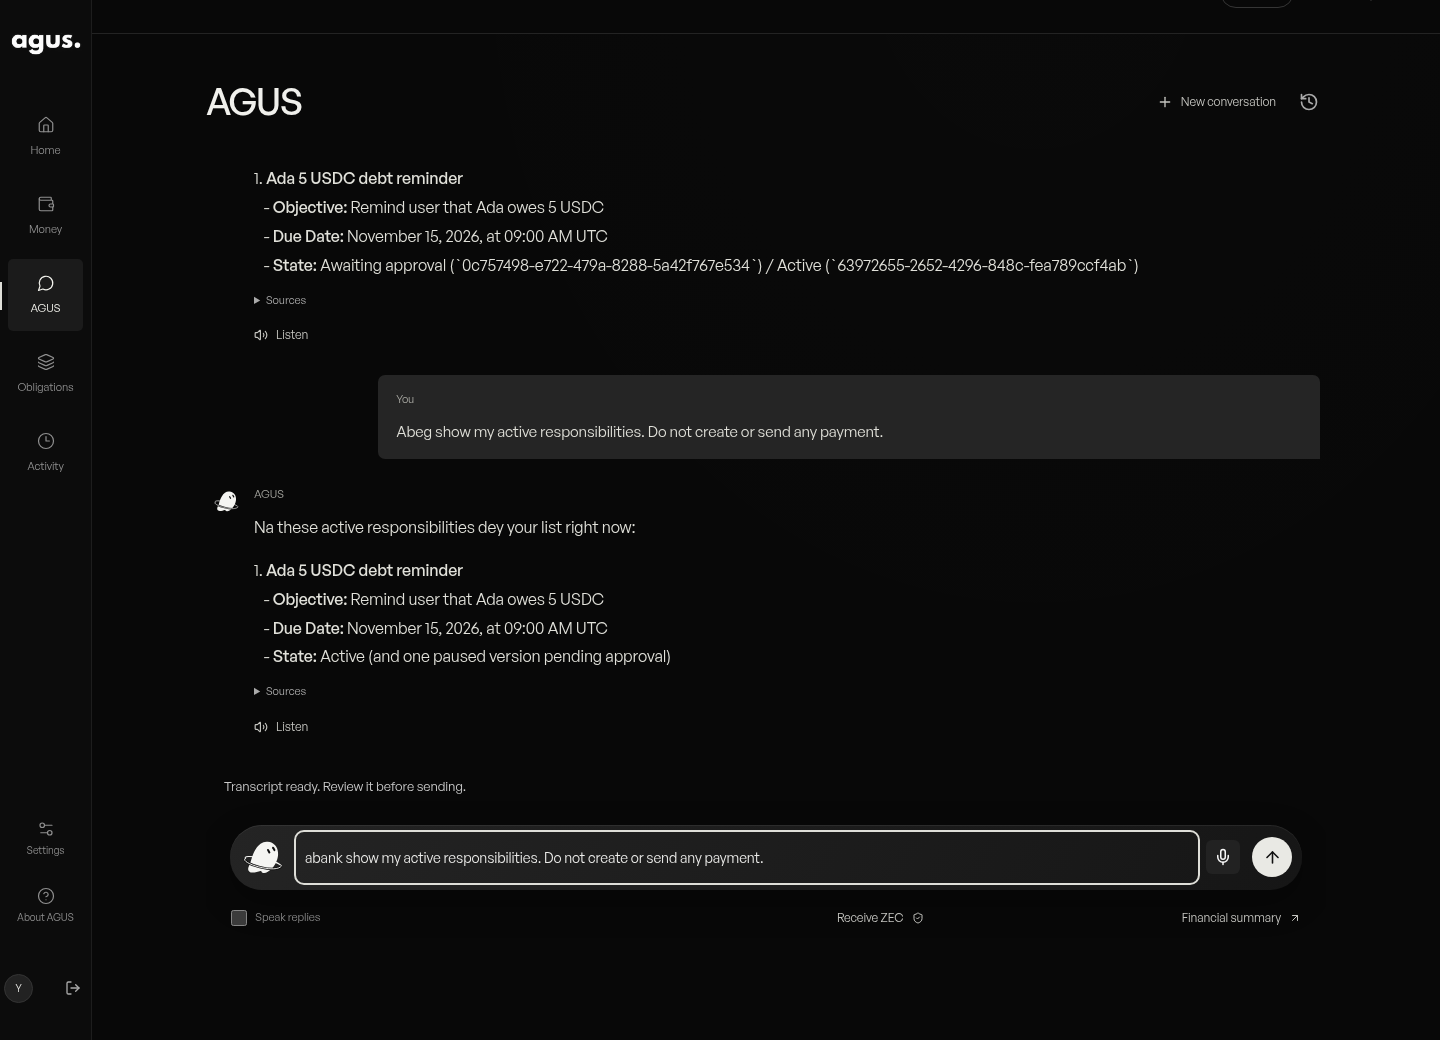 agus.
Home
Money
AGUS
Obligations
Activity
Settings
About AGUS
Y
AGUS
New conversation
1. Ada 5 USDC debt reminder
- Objective: Remind user that Ada owes 5 USDC
- Due Date: November 15, 2026, at 09:00 AM UTC
- State: Awaiting approval (`0c757498-e722-479a-8288-5a42f767e534`) / Active (`63972655-2652-4296-848c-fea789ccf4ab`)
Sources
Listen
You
Abeg show my active responsibilities. Do not create or send any payment.
AGUS
Na these active responsibilities dey your list right now:
1. Ada 5 USDC debt reminder
- Objective: Remind user that Ada owes 5 USDC
- Due Date: November 15, 2026, at 09:00 AM UTC
- State: Active (and one paused version pending approval)
Sources
Listen
Transcript ready. Review it before sending.
abank show my active responsibilities. Do not create or send any payment.
Speak replies
Receive ZEC
Financial summary